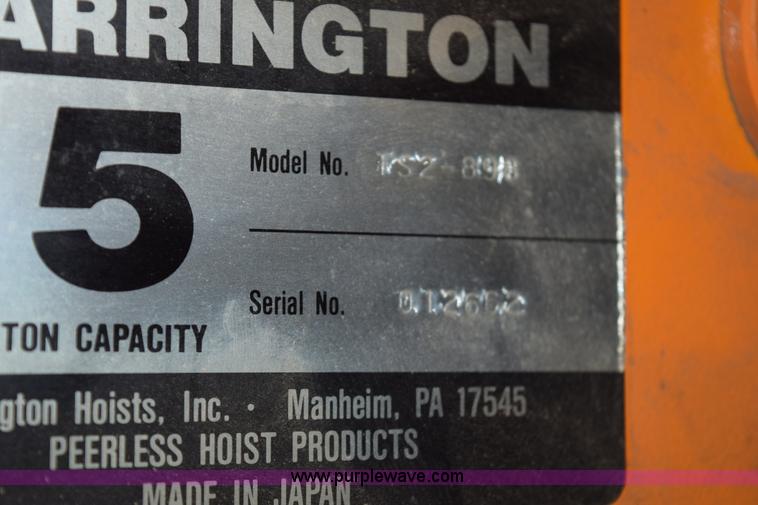 ARRINGTON
5
Model No.
Serial No.
TON CAPACITY
gton Hoists, Inc. · Manheim, PA 17545
PEERLESS HOIST PRODUCTS
MADE IN JAPAN
www.purplewave.com